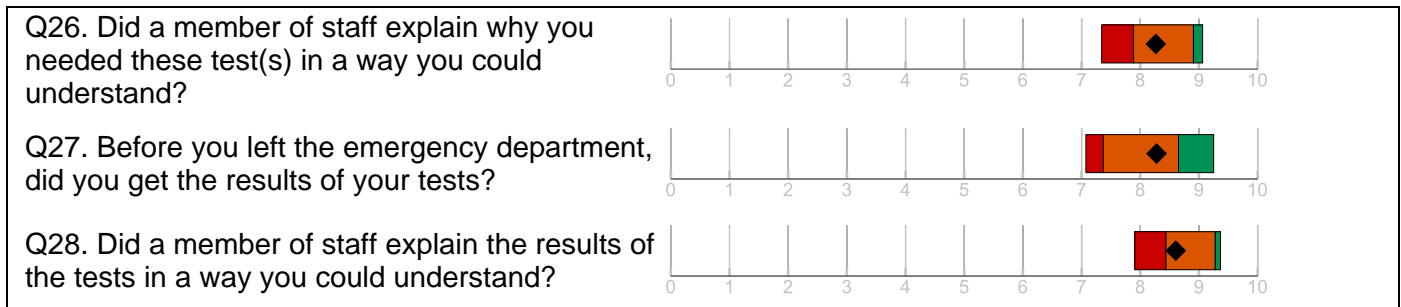 Q26. Did a member of staff explain why you
needed these test(s) in a way you could
understand?
0 1 2 3 4 5 6 7 8 9 10
Q27. Before you left the emergency department,
did you get the results of your tests?
0 1 2 3 4 5 6 7 8 9 10
Q28. Did a member of staff explain the results of
the tests in a way you could understand?
0 1 2 3 4 5 6 7 8 9 10